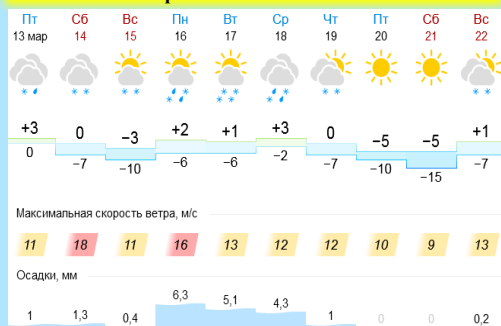 Пт Сб Вс Пн Вт Ср Чт Пт Сб Вс
13 мар 14 15 16 17 18 19 20 21 22
+3 0 −3 +2 +1 +3 0 −5 −5 +1
0 −7 −10 −6 −6 −2 −7 −10 −15 −7
Максимальная скорость ветра, м/с
11 18 11 16 13 12 12 10 9 13
Осадки, мм
1 1,3 0,4 6,3 5,1 4,3 1 0 0 0,2